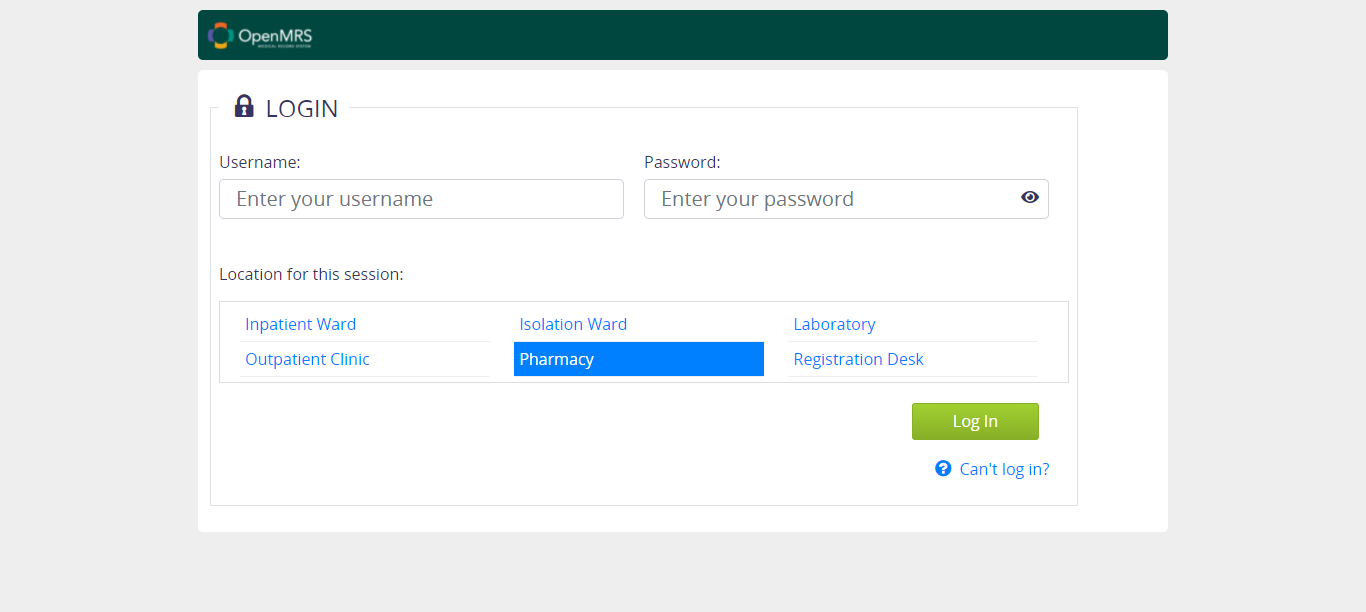 OpenMRS
MEDICAL RECORD SYSTEM
LOGIN
Username:
Password:
Enter your username
Enter your password
Location for this session:
Inpatient Ward
Isolation Ward
Laboratory
Outpatient Clinic
Pharmacy
Registration Desk
Log In
Can't log in?